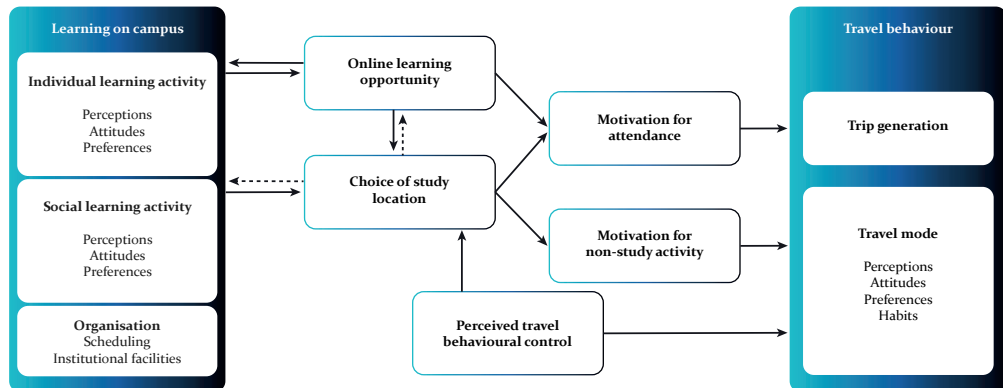 Learning on campus
Individual learning activity
Perceptions
Attitudes
Preferences
Social learning activity
Perceptions
Attitudes
Preferences
Organisation
Scheduling
Institutional facilities
Online learning
opportunity
Choice of study
location
Motivation for
attendance
Motivation for
non-study activity
Perceived travel
behavioural control
Travel behaviour
Trip generation
Travel mode
Perceptions
Attitudes
Preferences
Habits